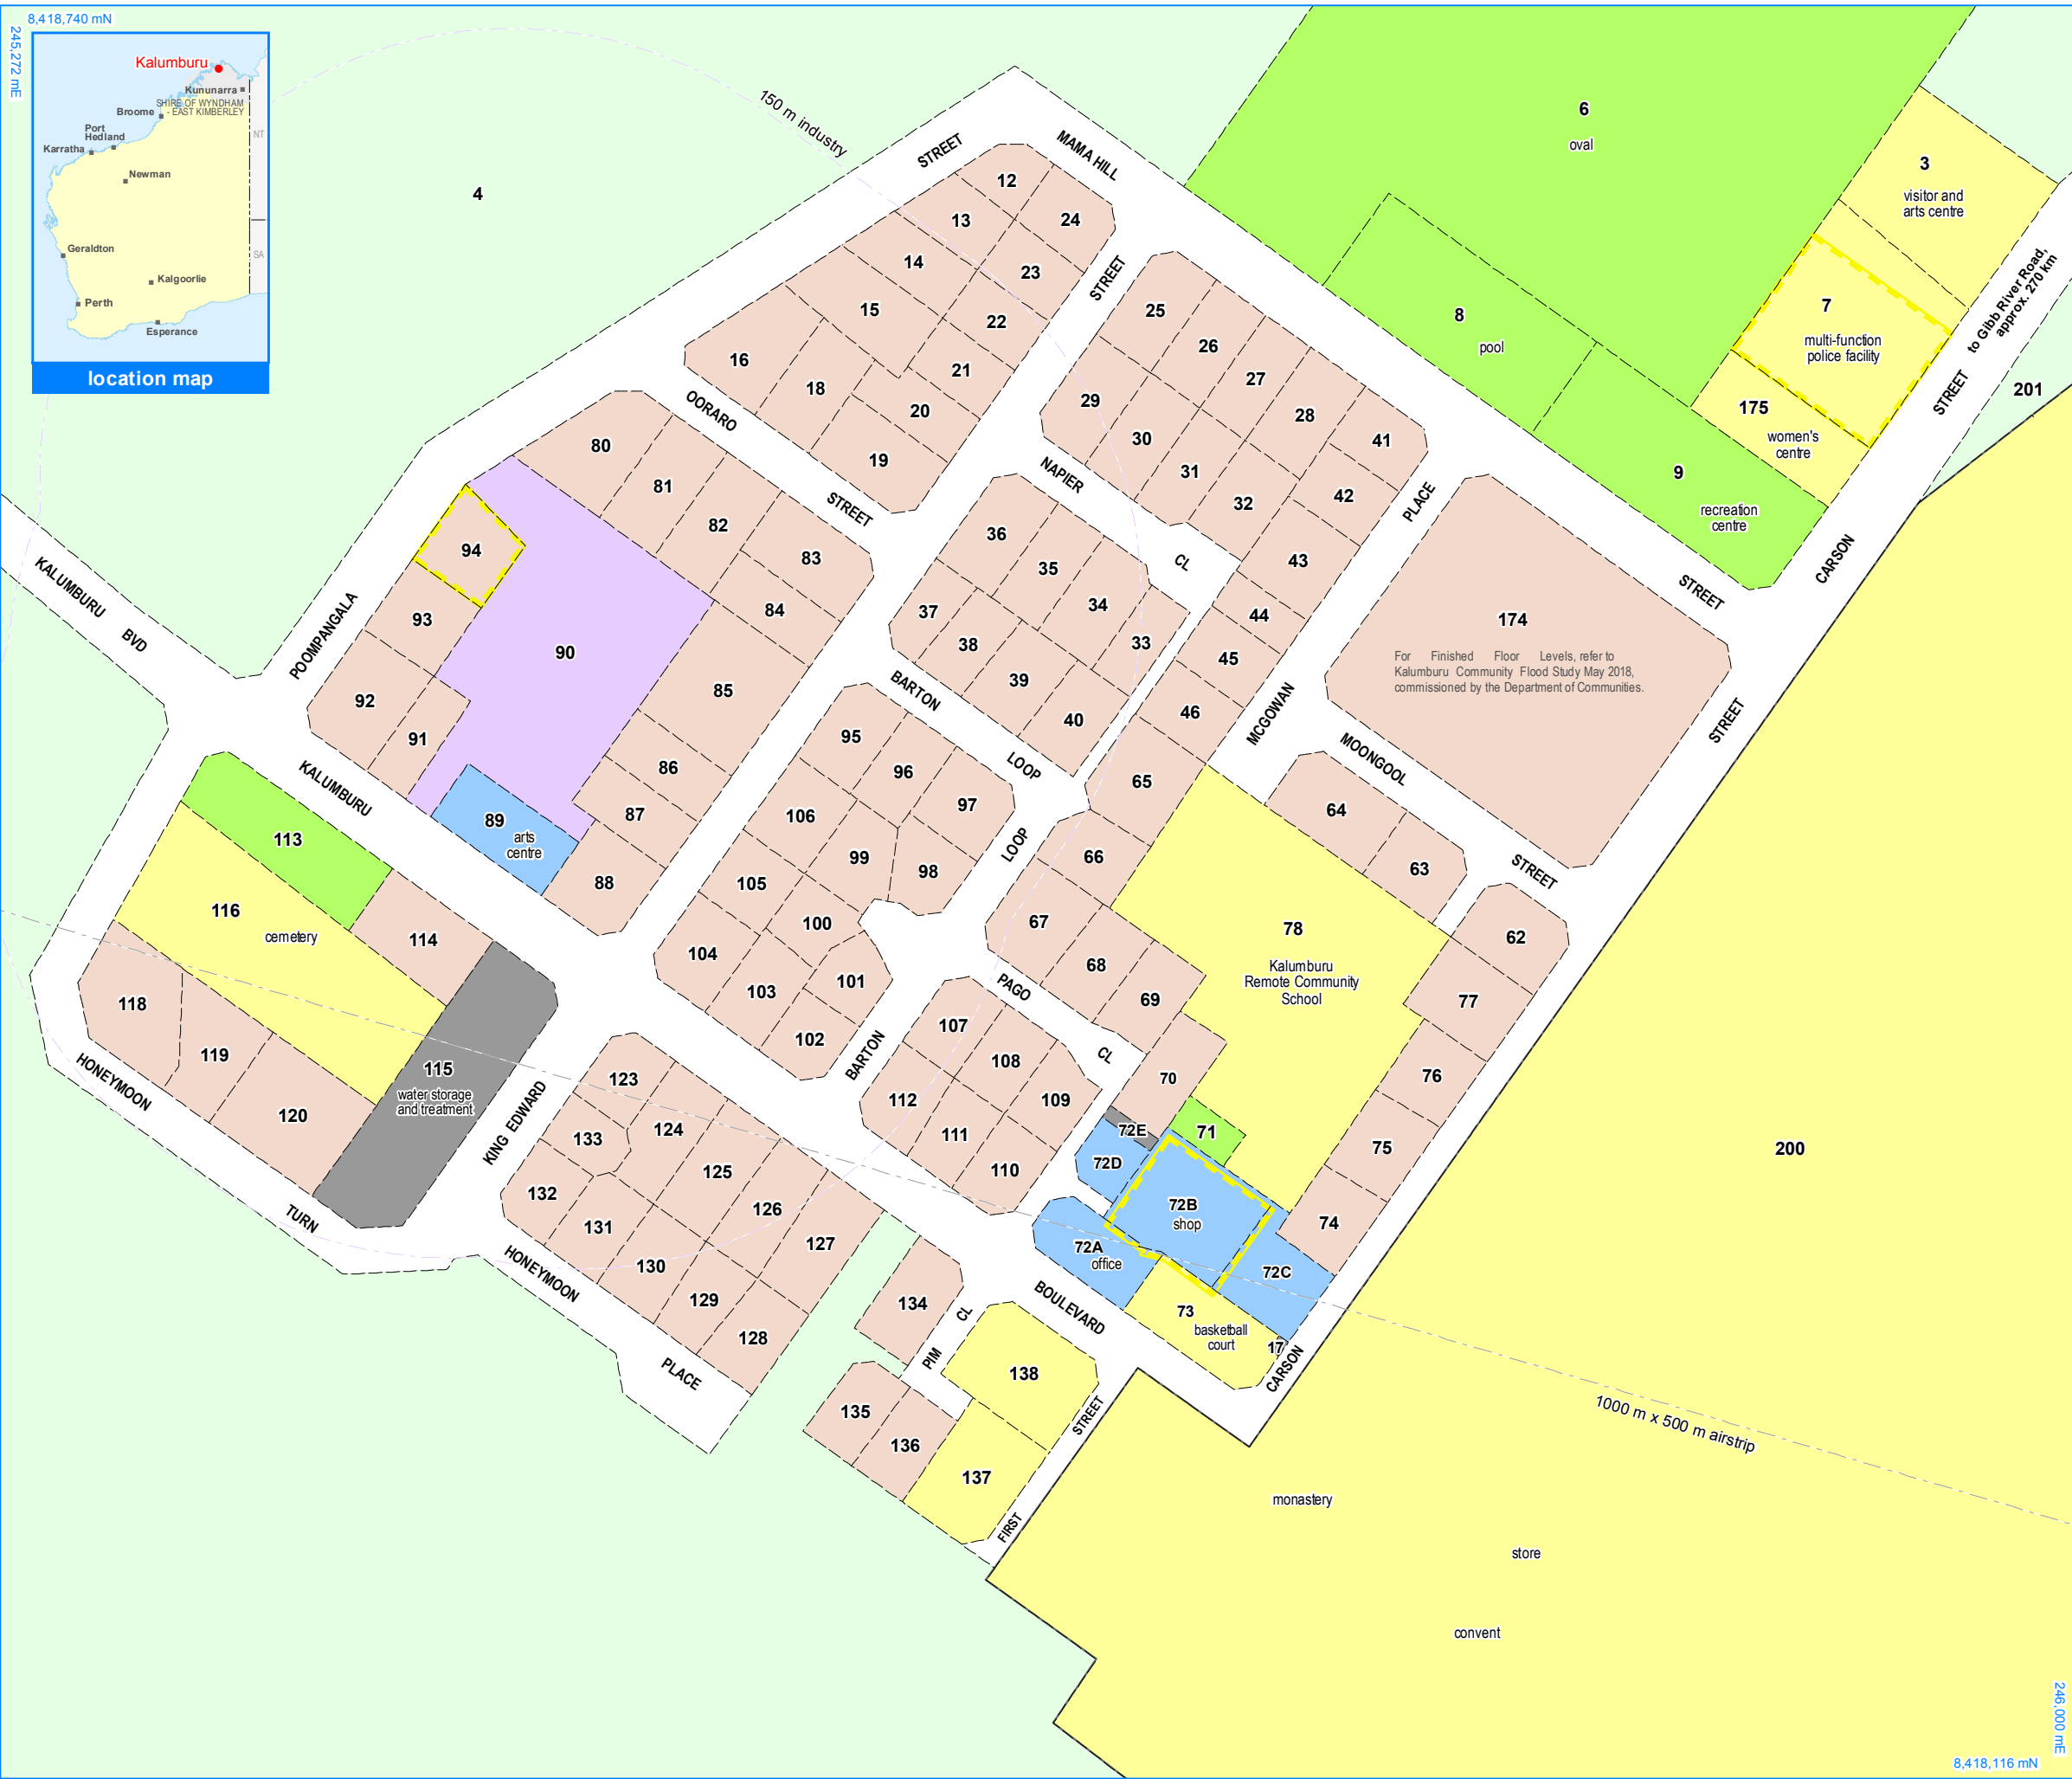 8,418,740 mN
245,272 mE
Kalumburu
Kununurra
SHIRE OF WYNDHAM
- EAST KIMBERLEY
Broome
NT
Port
Hedland
Karratha
Newman
SA
Geraldton
Kalgoorlie
Perth
Esperance
location map
150 m industry
4
STREET
MAMA HILL
6
oval
3
visitor and
arts centre
to Gibb River Road,
approx. 270 km
7
multi-function
police facility
175
women's
centre
STREET
201
8
pool
9
recreation
centre
CARSON
STREET
12
13
24
14
23
15
22
16
18
21
20
19
STREET
25
26
27
28
29
30
31
32
41
42
43
44
45
46
PLACE
OORARO
STREET
NAPIER
CL
80
81
82
83
84
85
86
87
88
94
93
92
91
90
89
arts
centre
36
35
34
33
37
38
39
40
174
For Finished Floor Levels, refer to
Kalumburu Community Flood Study May 2018,
commissioned by the Department of Communities.
KALUMBURU
BVD
POOMPANGALA
BARTON
LOOP
MCGOWAN
MOONGOOL
STREET
STREET
KALUMBURU
95
96
97
106
99
98
105
100
104
103
101
102
LOOP
65
66
67
68
69
64
63
62
77
78
Kalumburu
Remote Community
School
76
75
74
70
71
113
116
cemetery
114
118
119
120
115
water storage
and treatment
HONEYMOON
TURN
KING EDWARD
PAGO
CL
BARTON
107
108
109
112
111
110
72E
72D
72B
shop
72A
office
72C
73
basketball
court
17
123
133
124
132
125
131
126
130
127
129
128
HONEYMOON
PLACE
134
CL
PIM
135
136
138
137
BOULEVARD
CARSON
STREET
FIRST
200
1000 m x 500 m airstrip
monastery
store
convent
246,000 mE
8,418,116 mN